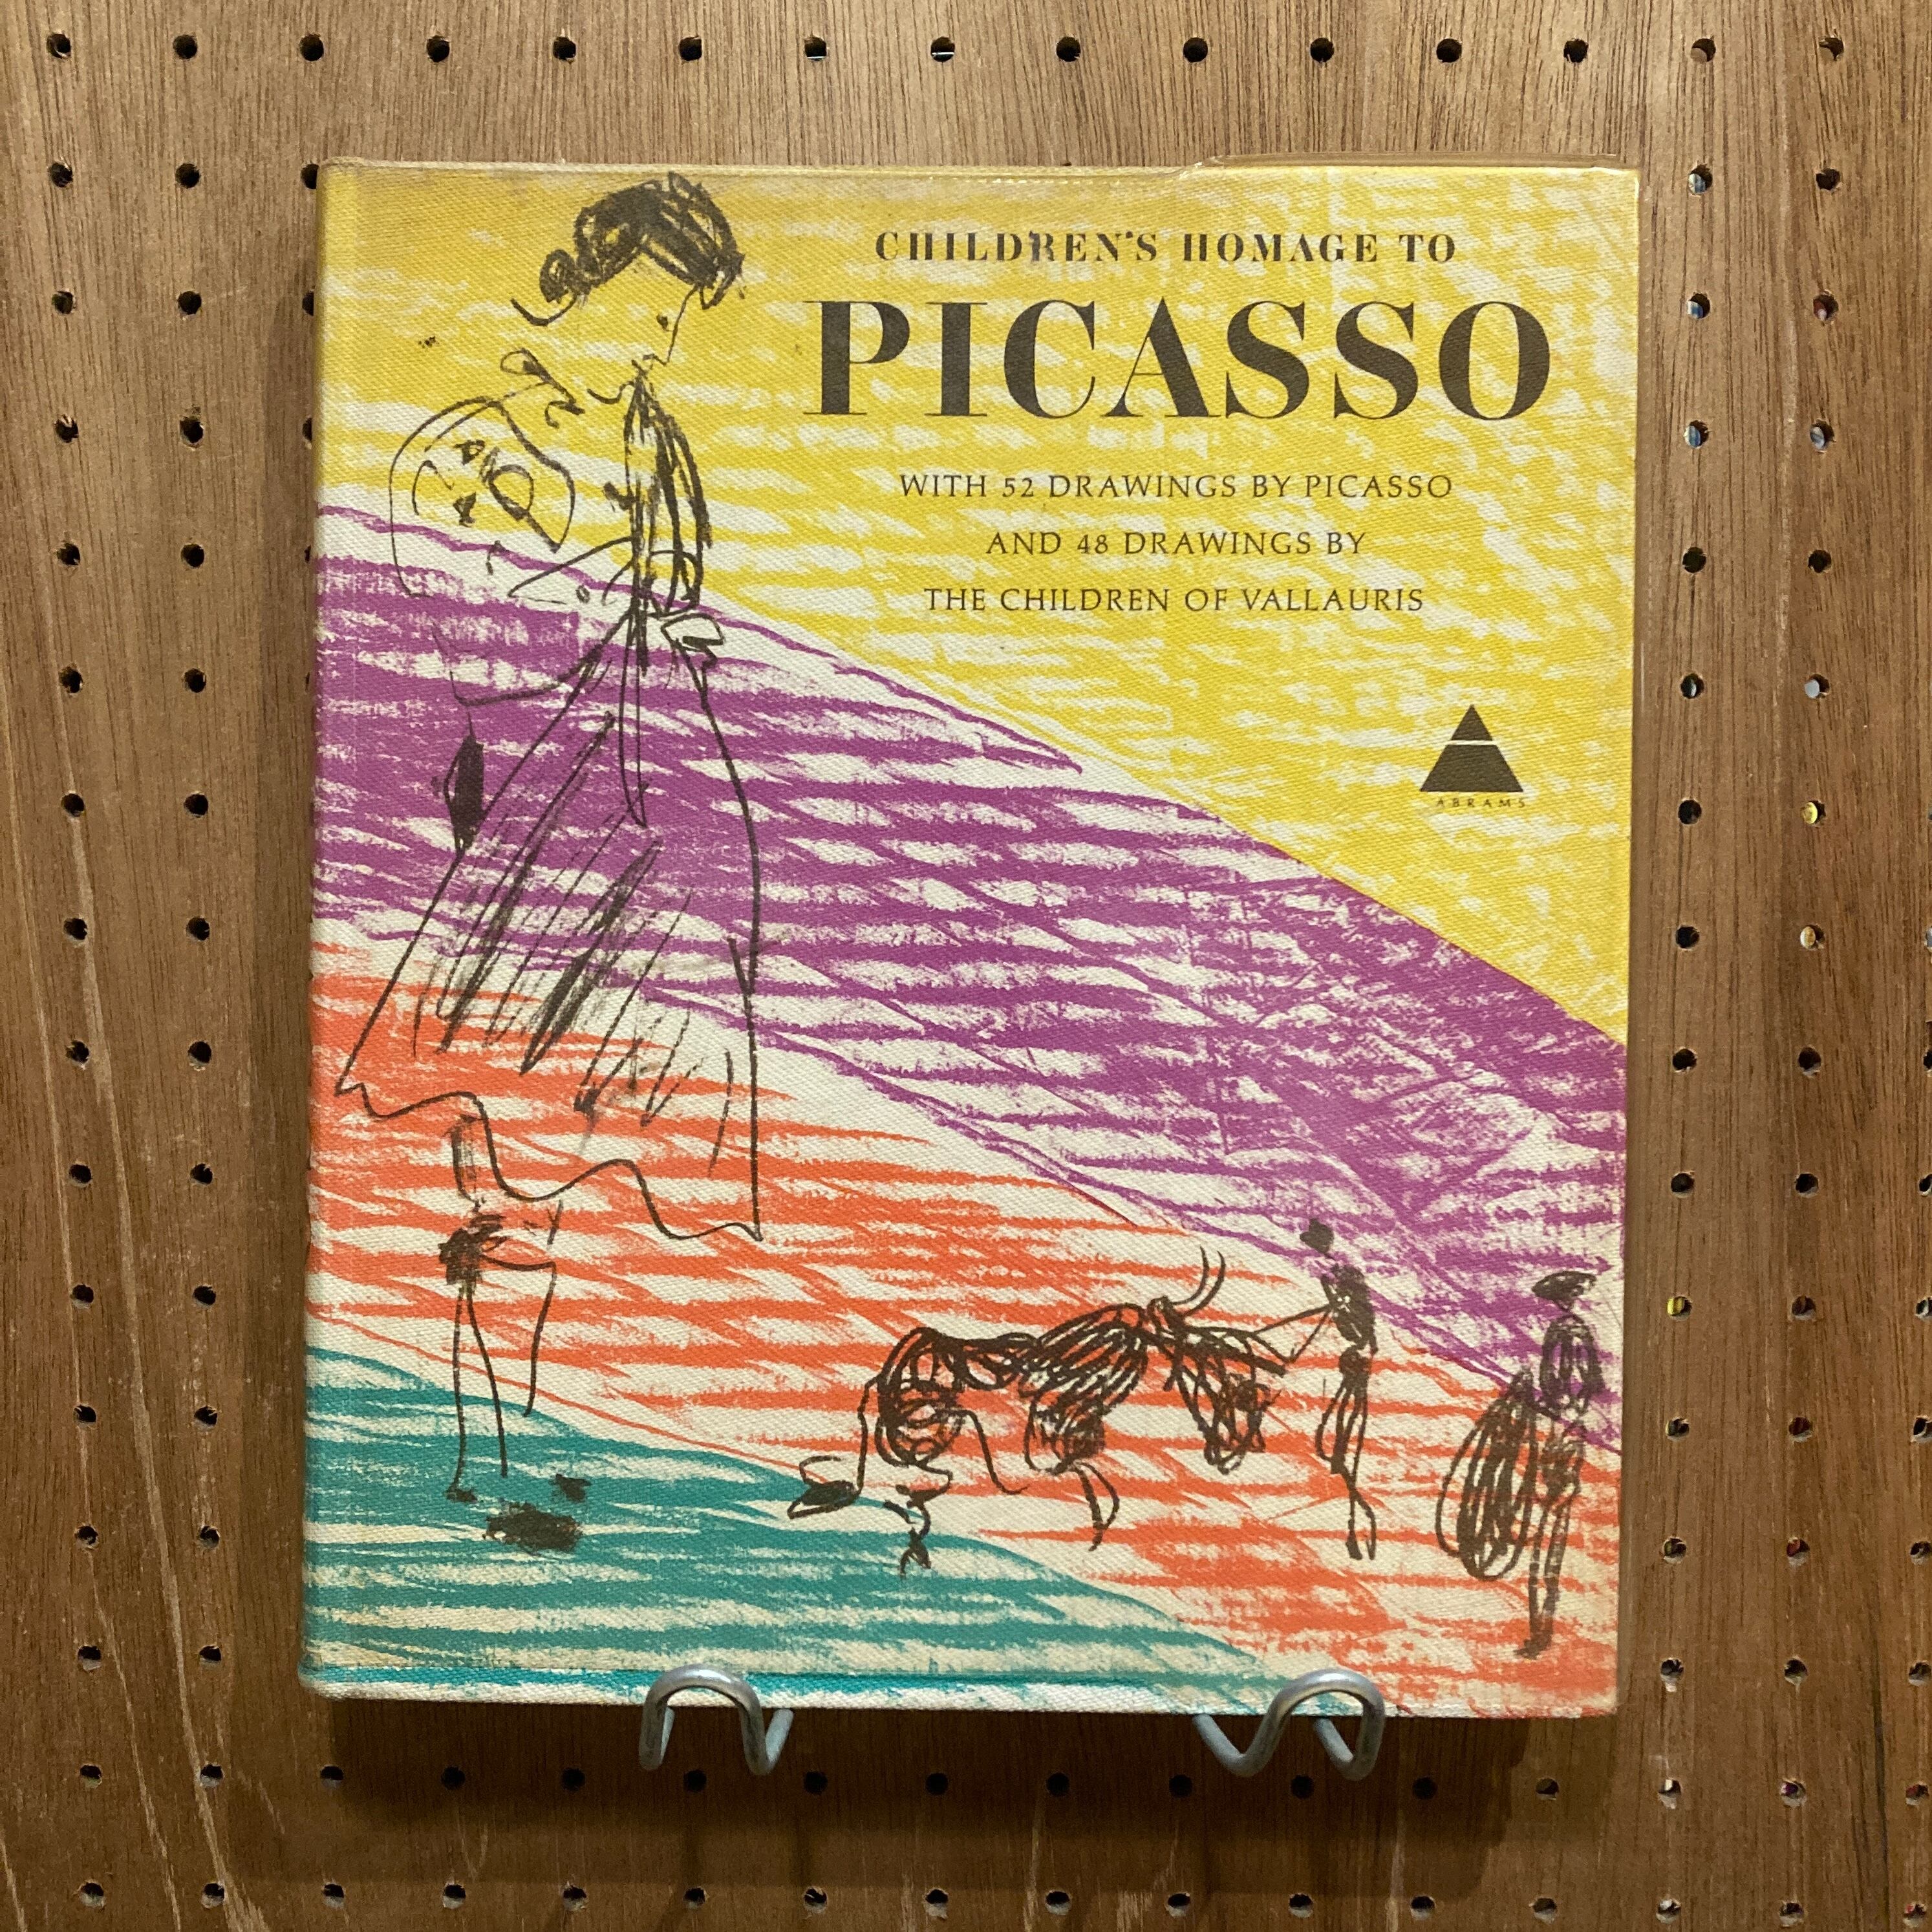 CHILDREN'S HOMAGE TO
PICASSO
WITH 52 DRAWINGS BY PICASSO
AND 48 DRAWINGS BY
THE CHILDREN OF VALLAURIS
ABRAMS